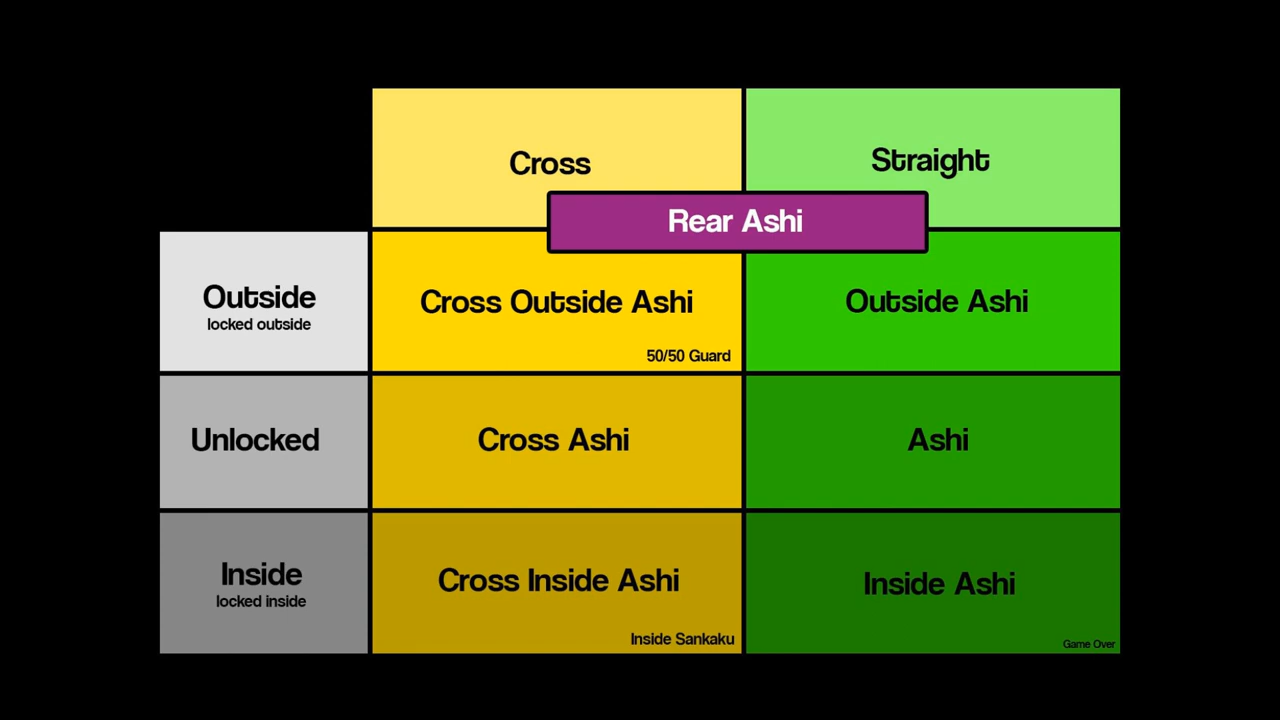 Cross
Straight
Rear Ashi
Outside
locked outside
Cross Outside Ashi
50/50 Guard
Outside Ashi
Unlocked
Cross Ashi
Ashi
Inside
locked inside
Cross Inside Ashi
Inside Sankaku
Inside Ashi
Game Over